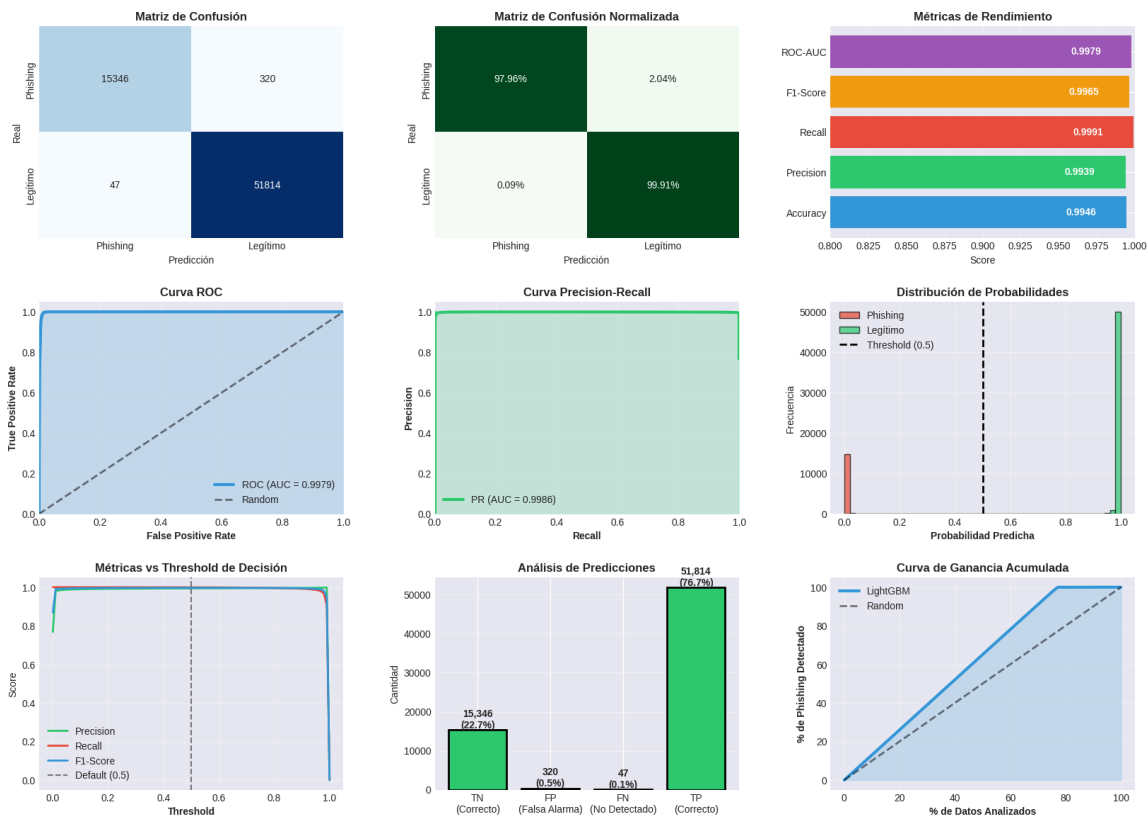 Matriz de Confusión
Phishing
Legítimo
Real
15346
320
47
51814
Phishing
Legítimo
Predicción
Matriz de Confusión Normalizada
Phishing
Legítimo
Real
97.96%
2.04%
0.09%
99.91%
Phishing
Legítimo
Predicción
Métricas de Rendimiento
ROC-AUC
0.9979
F1-Score
0.9965
Recall
0.9991
Precision
0.9939
Accuracy
0.9946
0.800 0.825 0.850 0.875 0.900 0.925 0.950 0.975 1.000
Score
Curva ROC
True Positive Rate
1.0
0.8
0.6
0.4
0.2
0.0
ROC (AUC = 0.9979)
Random
0.0 0.2 0.4 0.6 0.8 1.0
False Positive Rate
Curva Precision-Recall
Precision
1.0
0.8
0.6
0.4
0.2
0.0
PR (AUC = 0.9986)
0.0 0.2 0.4 0.6 0.8 1.0
Recall
Distribución de Probabilidades
Frecuencia
50000
40000
30000
20000
10000
0
Phishing
Legítimo
Threshold (0.5)
0.0 0.2 0.4 0.6 0.8 1.0
Probabilidad Predicha
Métricas vs Threshold de Decisión
Score
1.0
0.8
0.6
0.4
0.2
0.0
Precision
Recall
F1-Score
Default (0.5)
0.0 0.2 0.4 0.6 0.8 1.0
Threshold
Análisis de Predicciones
Cantidad
50000
40000
30000
20000
10000
0
15,346
(22.7%)
320
(0.5%)
47
(0.1%)
51,814
(76.7%)
TN
(Correcto)
FP
(Falsa Alarma)
FN
(No Detectado)
TP
(Correcto)
Curva de Ganancia Acumulada
% de Phishing Detectado
100
80
60
40
20
0
LightGBM
Random
0 20 40 60 80 100
% de Datos Analizados